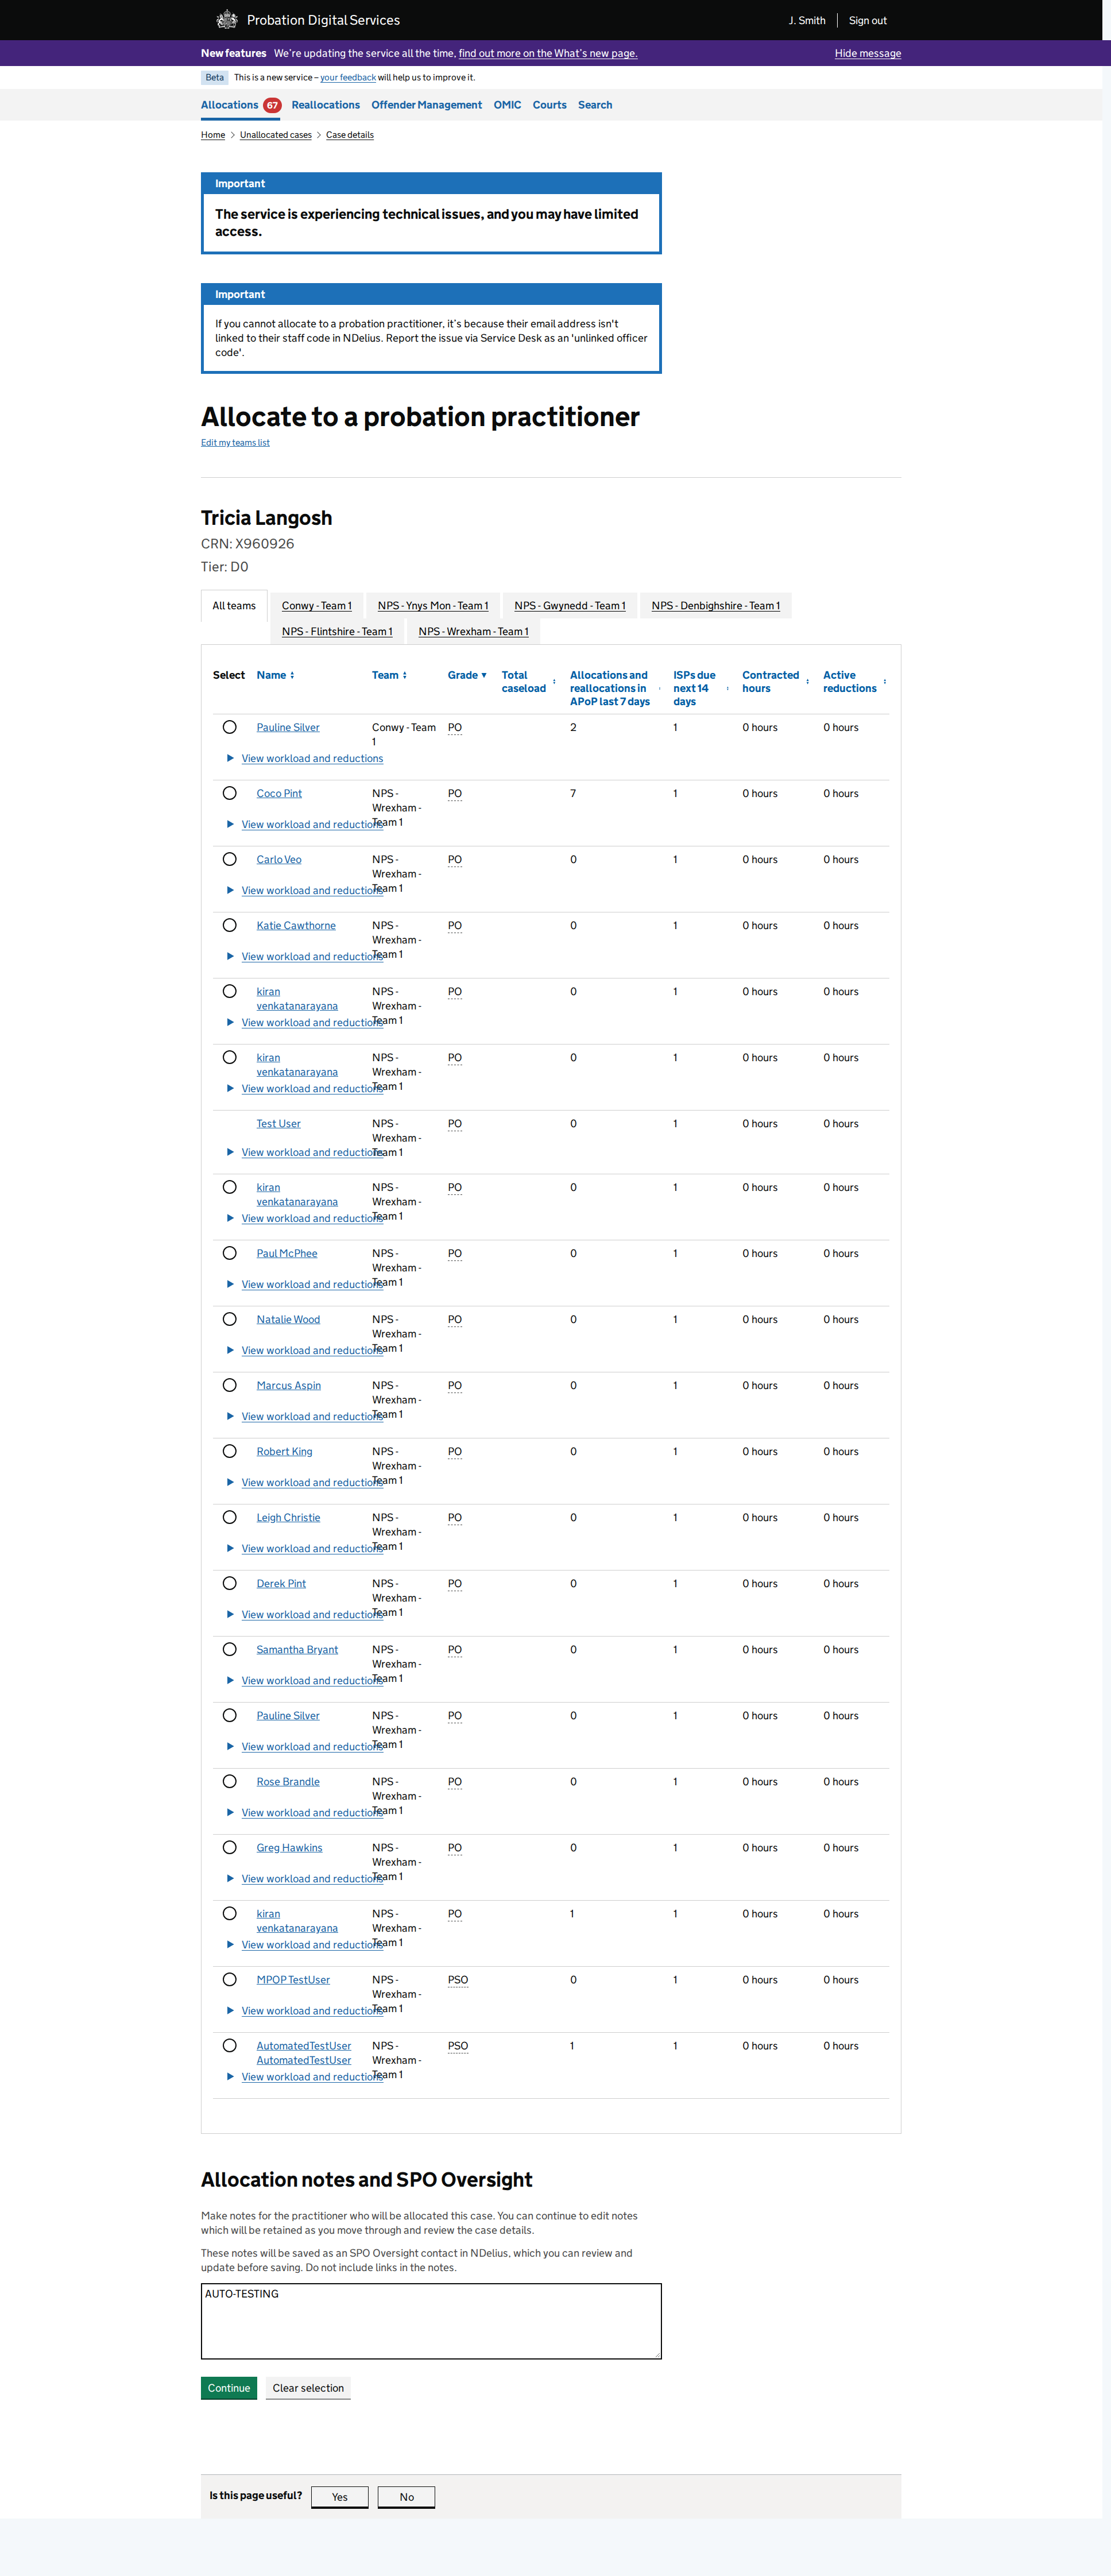 Probation Digital Services
J. Smith
Sign out
New features We're updating the service all the time, find out more on the What's new page.
Hide message
Beta This is a new service – your feedback will help us to improve it.
Allocations 67 Reallocations Offender Management OMIC Courts Search
Home Unallocated cases Case details
Important
The service is experiencing technical issues, and you may have limited
access.
Important
If you cannot allocate to a probation practitioner, it's because their email address isn't
linked to their staff code in NDelius. Report the issue via Service Desk as an 'unlinked officer
code'.
Allocate to a probation practitioner
Edit my teams list
Tricia Langosh
CRN: X960926
Tier: D0
All teams Conwy - Team 1 NPS - Ynys Mon - Team 1 NPS - Gwynedd - Team 1 NPS - Denbighshire - Team 1
NPS - Flintshire - Team 1 NPS - Wrexham - Team 1
Select Name Team Grade Total caseload Allocations and reallocations in APoP last 7 days ISPs due next 14 days Contracted hours Active reductions
Pauline Silver Conwy - Team 1 PO 2 1 0 hours 0 hours
View workload and reductions
Coco Pint NPS - Wrexham - Team 1 PO 7 1 0 hours 0 hours
View workload and reductions
Carlo Veo NPS - Wrexham - Team 1 PO 0 1 0 hours 0 hours
View workload and reductions
Katie Cawthorne NPS - Wrexham - Team 1 PO 0 1 0 hours 0 hours
View workload and reductions
kiran venkatanarayana NPS - Wrexham - Team 1 PO 0 1 0 hours 0 hours
View workload and reductions
kiran venkatanarayana NPS - Wrexham - Team 1 PO 0 1 0 hours 0 hours
View workload and reductions
Test User NPS - Wrexham - Team 1 PO 0 1 0 hours 0 hours
View workload and reductions
kiran venkatanarayana NPS - Wrexham - Team 1 PO 0 1 0 hours 0 hours
View workload and reductions
Paul McPhee NPS - Wrexham - Team 1 PO 0 1 0 hours 0 hours
View workload and reductions
Natalie Wood NPS - Wrexham - Team 1 PO 0 1 0 hours 0 hours
View workload and reductions
Marcus Aspin NPS - Wrexham - Team 1 PO 0 1 0 hours 0 hours
View workload and reductions
Robert King NPS - Wrexham - Team 1 PO 0 1 0 hours 0 hours
View workload and reductions
Leigh Christie NPS - Wrexham - Team 1 PO 0 1 0 hours 0 hours
View workload and reductions
Derek Pint NPS - Wrexham - Team 1 PO 0 1 0 hours 0 hours
View workload and reductions
Samantha Bryant NPS - Wrexham - Team 1 PO 0 1 0 hours 0 hours
View workload and reductions
Pauline Silver NPS - Wrexham - Team 1 PO 0 1 0 hours 0 hours
View workload and reductions
Rose Brandle NPS - Wrexham - Team 1 PO 0 1 0 hours 0 hours
View workload and reductions
Greg Hawkins NPS - Wrexham - Team 1 PO 0 1 0 hours 0 hours
View workload and reductions
kiran venkatanarayana NPS - Wrexham - Team 1 PO 1 1 0 hours 0 hours
View workload and reductions
MPOP TestUser NPS - Wrexham - Team 1 PSO 0 1 0 hours 0 hours
View workload and reductions
AutomatedTestUser AutomatedTestUser NPS - Wrexham - Team 1 PSO 1 1 0 hours 0 hours
View workload and reductions
Allocation notes and SPO Oversight
Make notes for the practitioner who will be allocated this case. You can continue to edit notes
which will be retained as you move through and review the case details.
These notes will be saved as an SPO Oversight contact in NDelius, which you can review and
update before saving. Do not include links in the notes.
AUTO-TESTING
Continue Clear selection
Is this page useful? Yes No